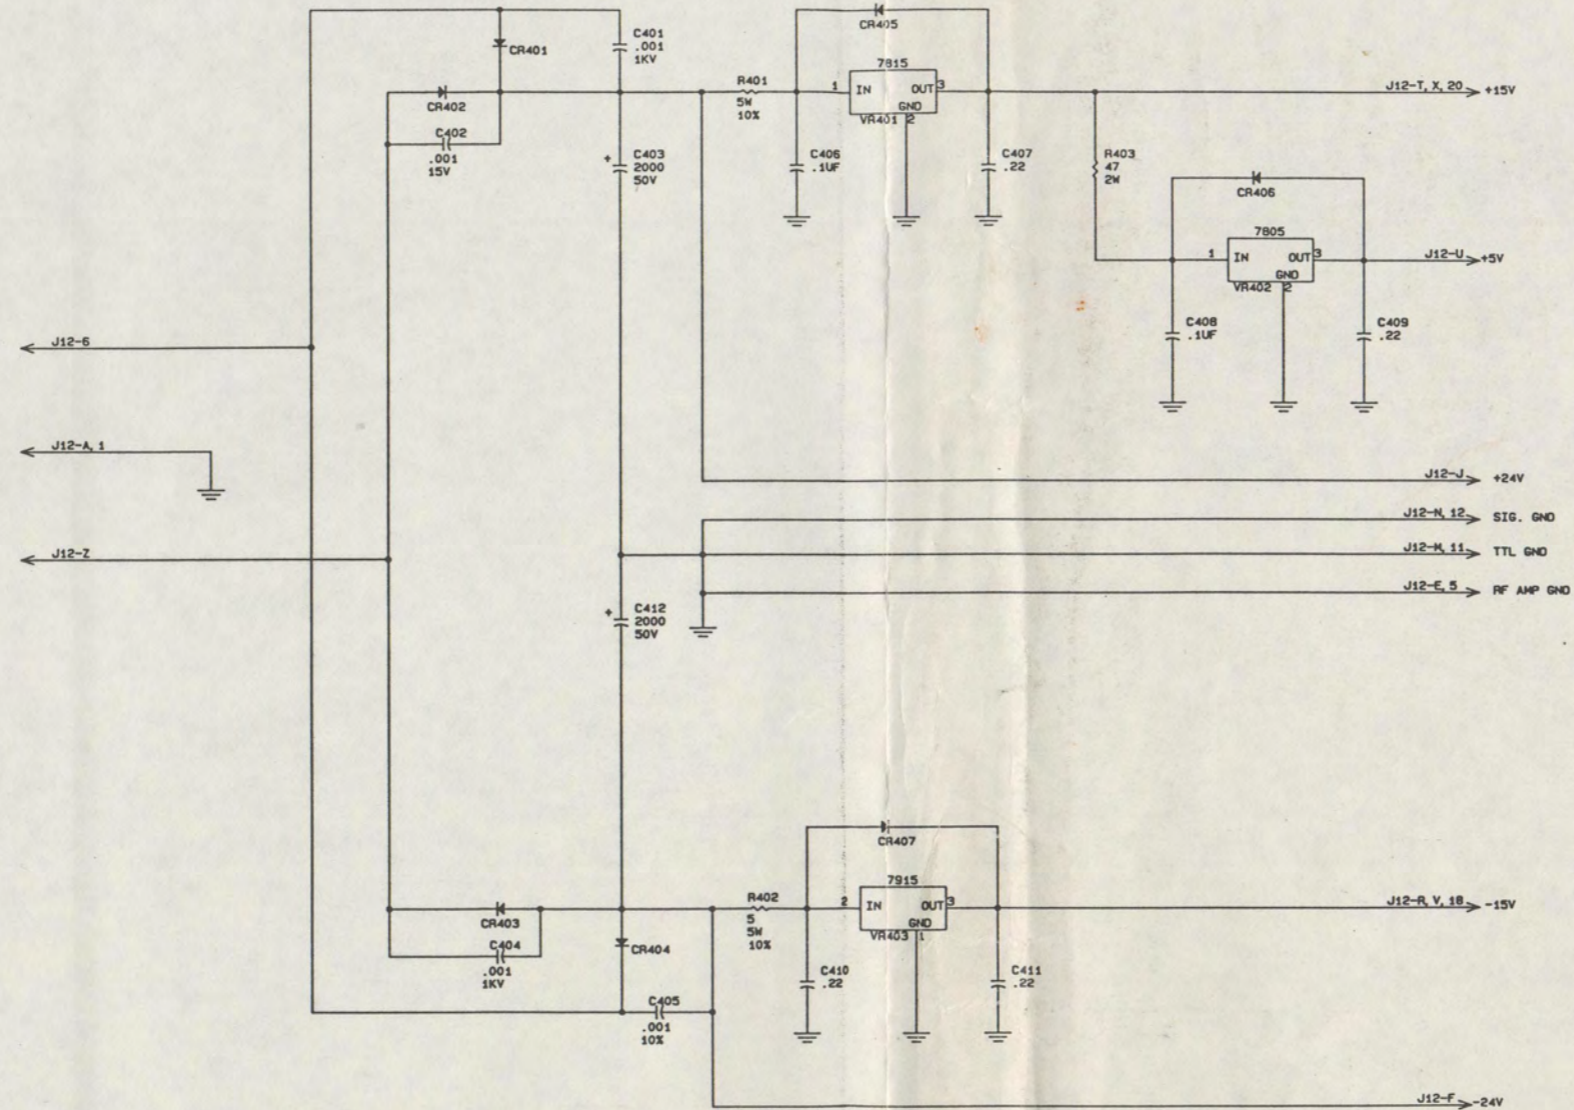 CR405
C401
.001
1KV
CR401
7815
R401
5W
10%
1 IN OUT 3
GND
2
VR401
J12-T, X, 20 +15V
CR402
C402
.001
15V
+ C403
2000
50V
C406
.1UF
C407
.22
R403
47
2W
CR406
7805
1 IN OUT 3
GND
VR402 2
J12-U +5V
C408
.1UF
C409
.22
J12-6
J12-A, 1
J12-J +24V
J12-N, 12 SIG. GND
J12-Z
J12-M, 11 TTL GND
J12-E, 5 RF AMP GND
+ C412
2000
50V
CR407
7915
R402
5
5W
10%
2 IN OUT 3
GND
VR403 1
J12-R, V, 18 -15V
CR403
C404
.001
1KV
CR404
C410
.22
C411
.22
C405
.001
10%
J12-F -24V